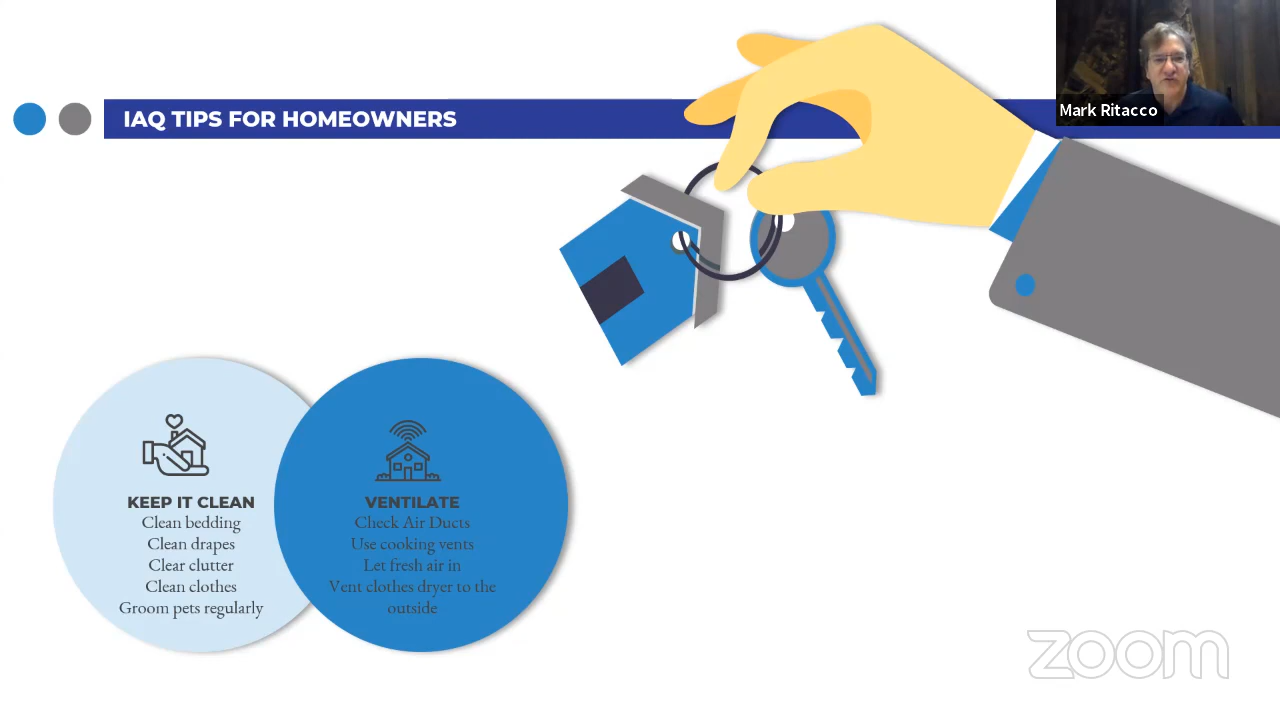 IAQ TIPS FOR HOMEOWNERS
Mark Ritacco
KEEP IT CLEAN
Clean bedding
Clean drapes
Clear clutter
Clean clothes
Groom pets regularly
VENTILATE
Check Air Ducts
Use cooking vents
Let fresh air in
Vent clothes dryer to the
outside
zoom